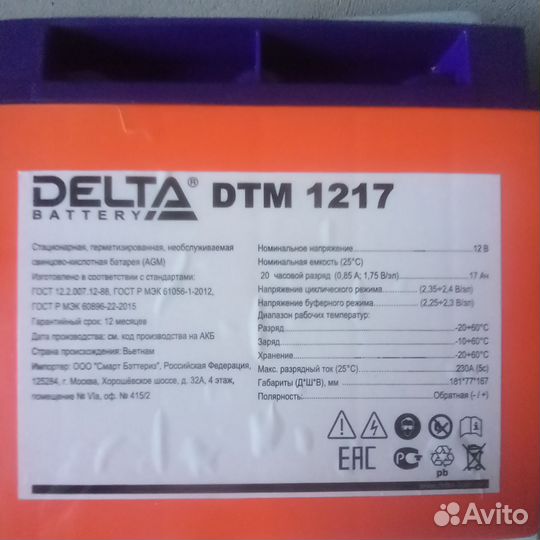 DELTA®
BATTERY
DTM 1217
Стационарная, герметизированная, необслуживаемая
свинцово-кислотная батарея (AGM)
Изготовлено в соответствии с стандартами:
ГОСТ 12.2.007.12-88, ГОСТ Р МЭК 61056-1-2012,
ГОСТ Р МЭК 60896-22-2015
Гарантийный срок: 12 месяцев
Дата производства: см. код производства на АКБ
Страна происхождения: Вьетнам
Импортер: ООО "Смарт Баттериз", Российская Федерация,
125284, г. Москва, Хорошёвское шоссе, д. 32А, 4 этаж,
помещение № VIа, оф. № 415/2
Номинальное напряжение 12 В
Номинальная емкость (25°С)
20 часовой разряд (0,85 А; 1,75 В/эл) 17 Ач
Напряжение циклического режима (2,35÷2,4 В/эл)
Напряжение буферного режима (2,25÷2,3 В/эл)
Диапазон рабочих температур:
Разряд -20+60°С
Заряд -10+60°С
Хранение -20+60°С
Макс. разрядный ток (25°С) 230А (5с)
Габариты (Д*Ш*В), мм 181*77*167
Полярность Обратная (- / +)
EAC
pb
Avito